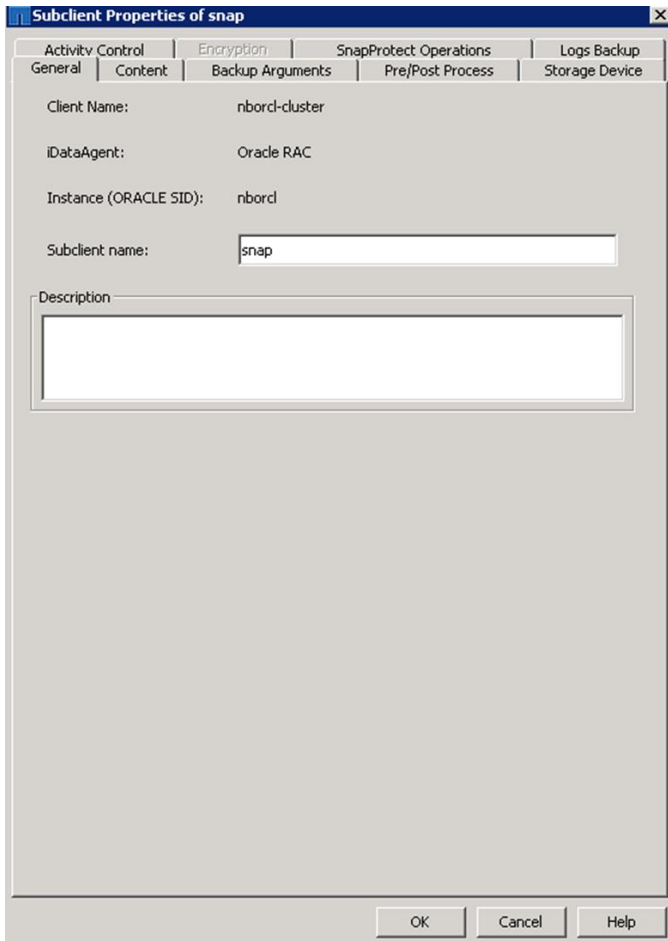 Subclient Properties of snap
Activity Control Encryption SnapProtect Operations Logs Backup
General Content Backup Arguments Pre/Post Process Storage Device
Client Name: nborcl-cluster
iDataAgent: Oracle RAC
Instance (ORACLE SID): nborcl
Subclient name: snap
Description
OK Cancel Help